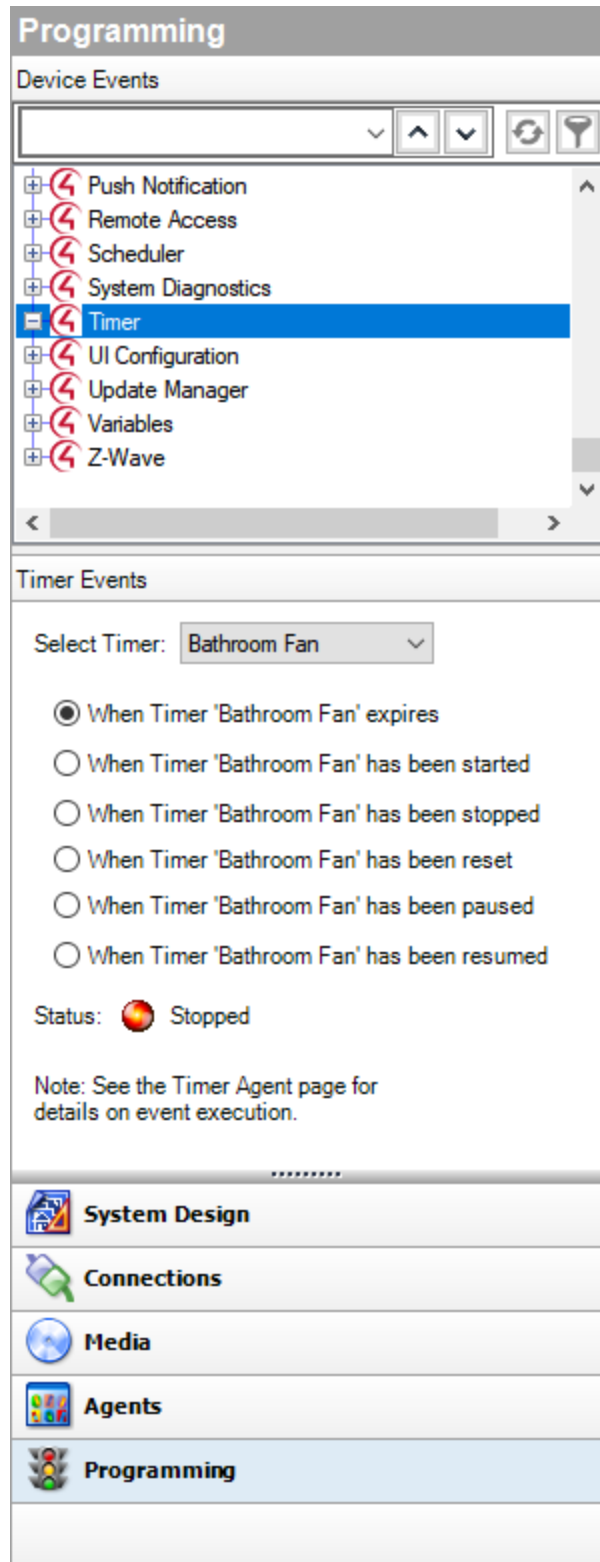 Programming
Device Events
Push Notification
Remote Access
Scheduler
System Diagnostics
Timer
UI Configuration
Update Manager
Variables
Z-Wave
Timer Events
Select Timer: Bathroom Fan
When Timer 'Bathroom Fan' expires
When Timer 'Bathroom Fan' has been started
When Timer 'Bathroom Fan' has been stopped
When Timer 'Bathroom Fan' has been reset
When Timer 'Bathroom Fan' has been paused
When Timer 'Bathroom Fan' has been resumed
Status: Stopped
Note: See the Timer Agent page for
details on event execution.
System Design
Connections
Media
Agents
Programming